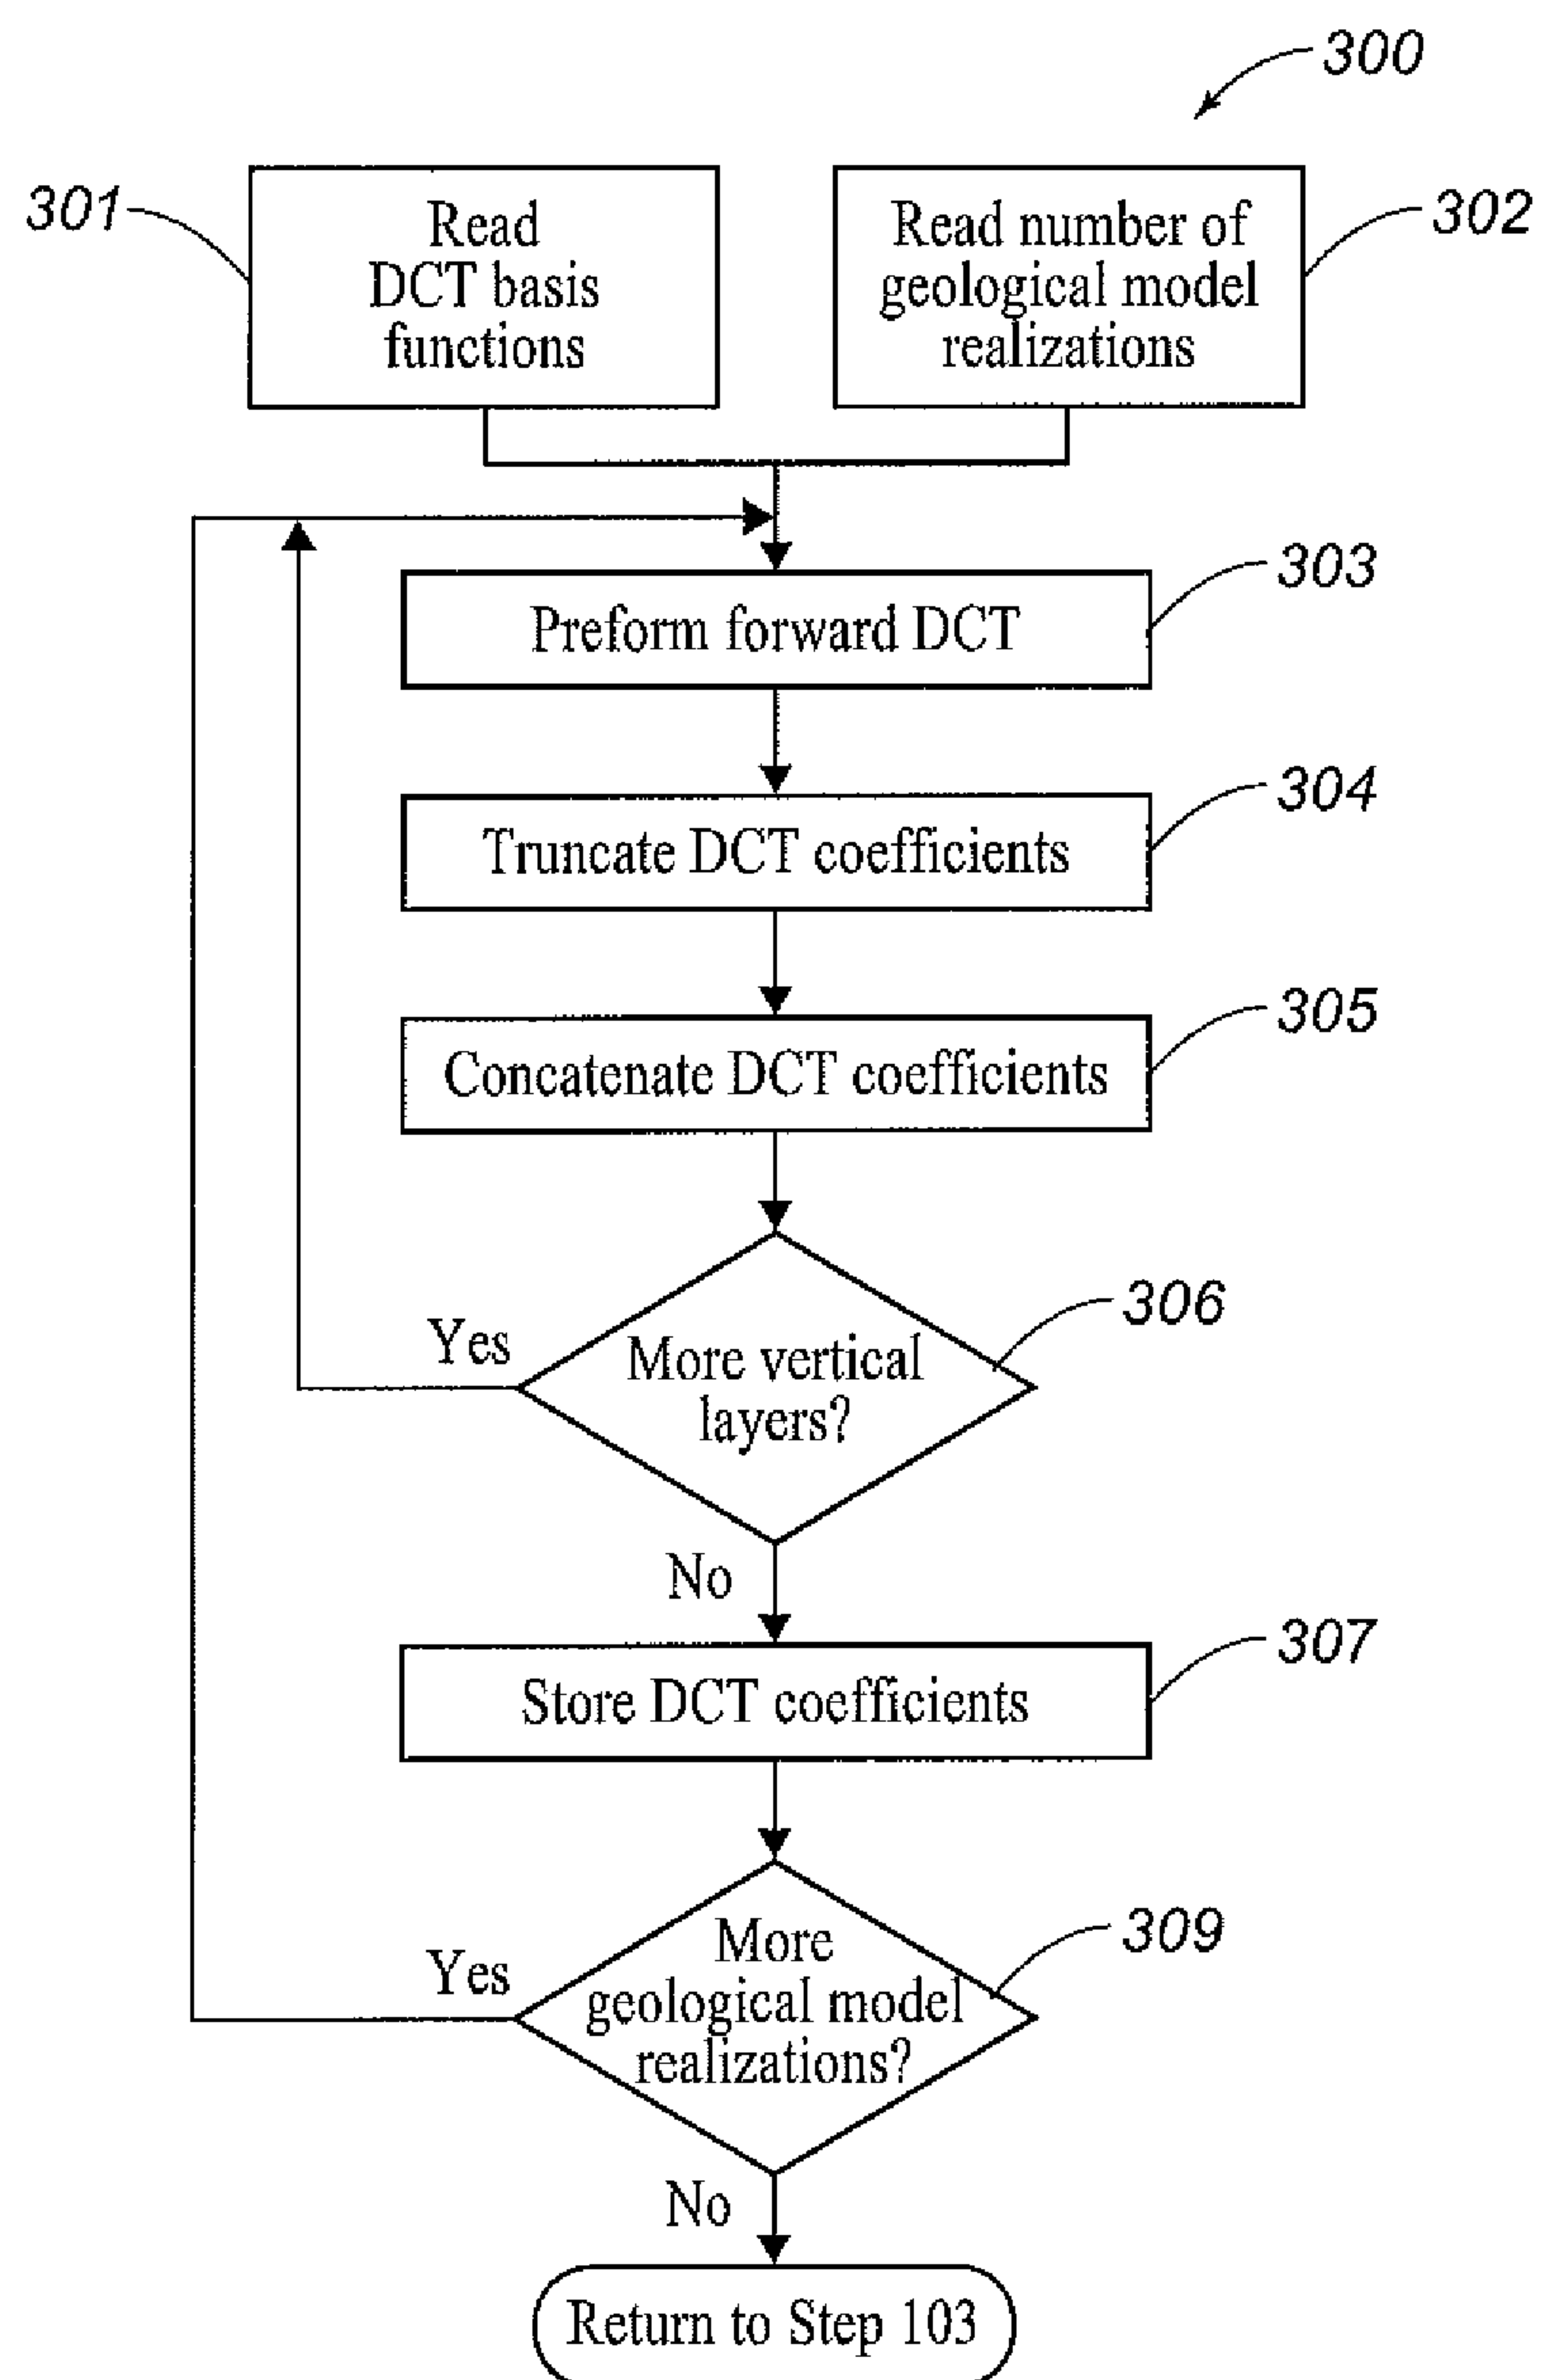 300
301
Read
DCT basis
functions
Read number of
geological model
realizations
302
303
Preform forward DCT
304
Truncate DCT coefficients
305
Concatenate DCT coefficients
306
Yes
More vertical
layers?
No
307
Store DCT coefficients
309
Yes
More
geological model
realizations?
No
Return to Step 103